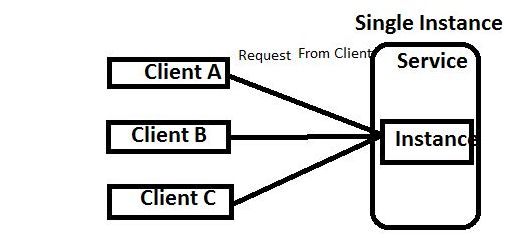 Single Instance
Request From Client
Service
Client A
Client B
Instance
Client C